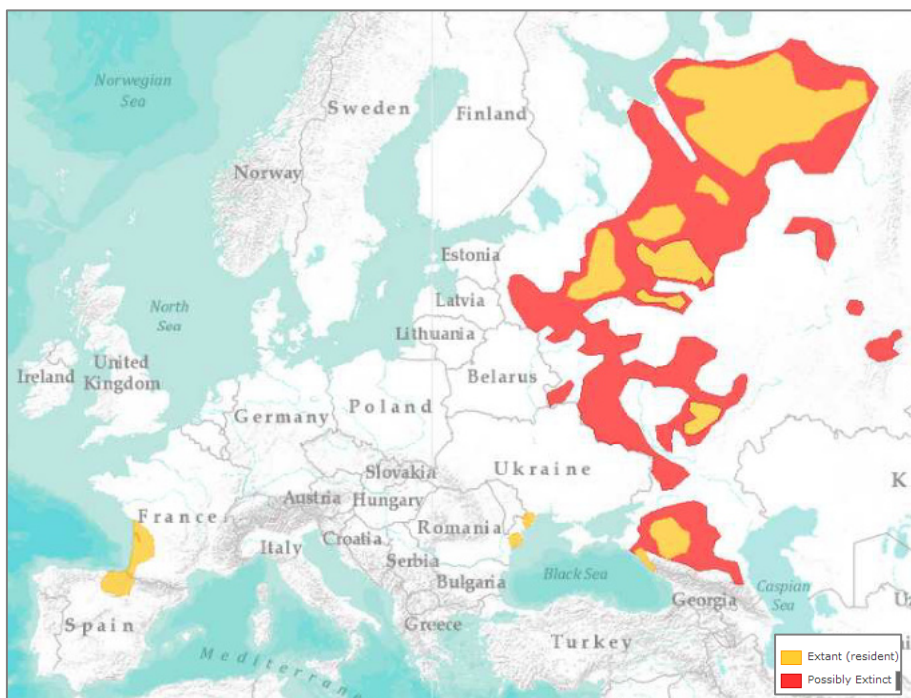 Norwegian
Sea
Sweden
Finland
Norway
Estonia
North
Sea
Latvia
Lithuania
United
Kingdom
Ireland
Belarus
Germany
Poland
Ukraine
Slovakia
K
France
Austria
Hungary
Romania
Croatia
Italy
Serbia
Black Sea
Caspian
Sea
Bulgaria
Georgia
Spain
Greece
Turkey
Mediterrane
Extant (resident)
Possibly Extinct